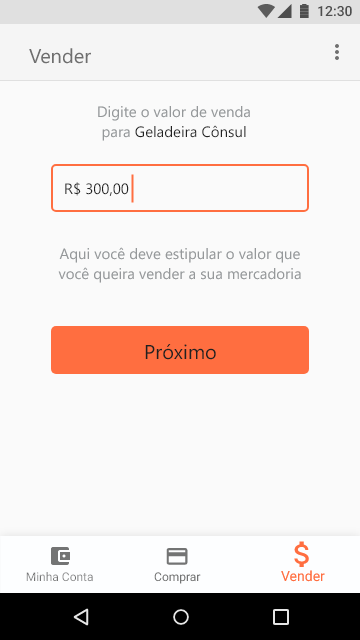 12:30
Vender
Digite o valor de venda
para Geladeira Cônsul
R$ 300,00
Aqui você deve estipular o valor que
você queira vender a sua mercadoria
Próximo
Minha Conta
Comprar
$
Vender